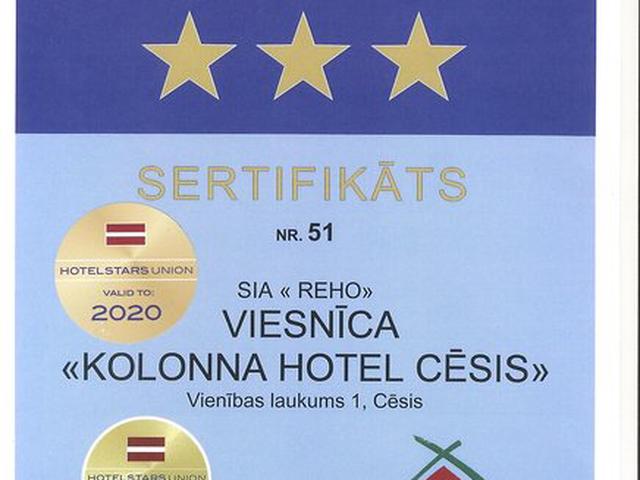 SERTIFIKĀTS
NR. 51
HOTELSTARS UNION
VALID TO:
2020
SIA « REHO»
VIESNĪCA
«KOLONNA HOTEL CĒSIS»
Vienības laukums 1, Cēsis
HOTELSTARS UNION